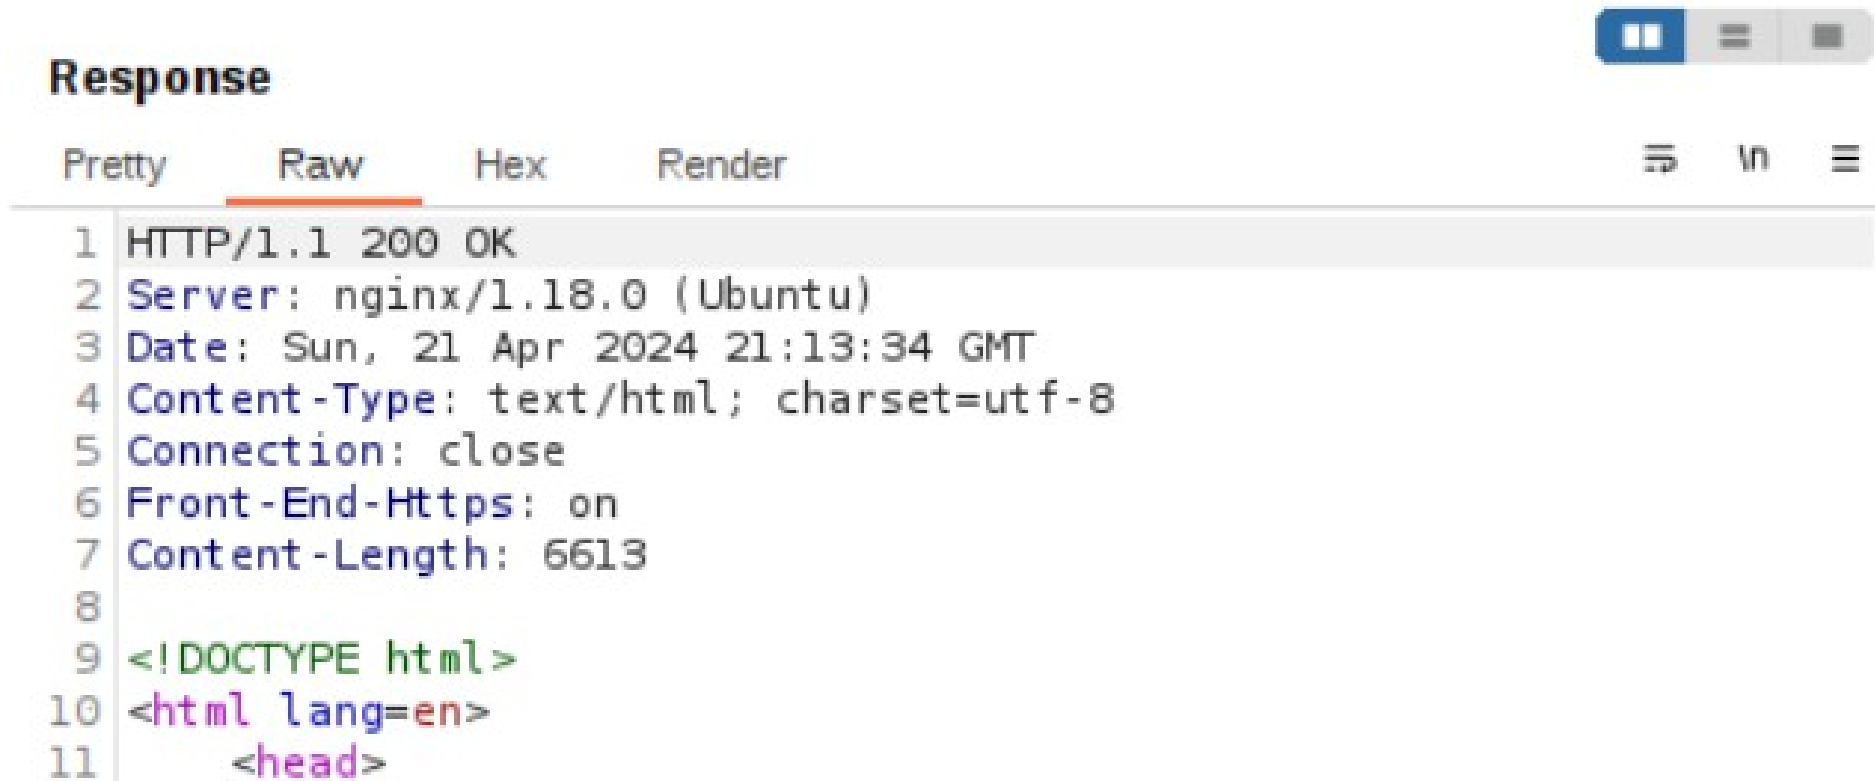 Response
Pretty Raw Hex Render \n
1 HTTP/1.1 200 OK
2 Server: nginx/1.18.0 (Ubuntu)
3 Date: Sun, 21 Apr 2024 21:13:34 GMT
4 Content-Type: text/html; charset=utf-8
5 Connection: close
6 Front-End-Https: on
7 Content-Length: 6613
8
9 <!DOCTYPE html>
10 <html lang=en>
11     <head>